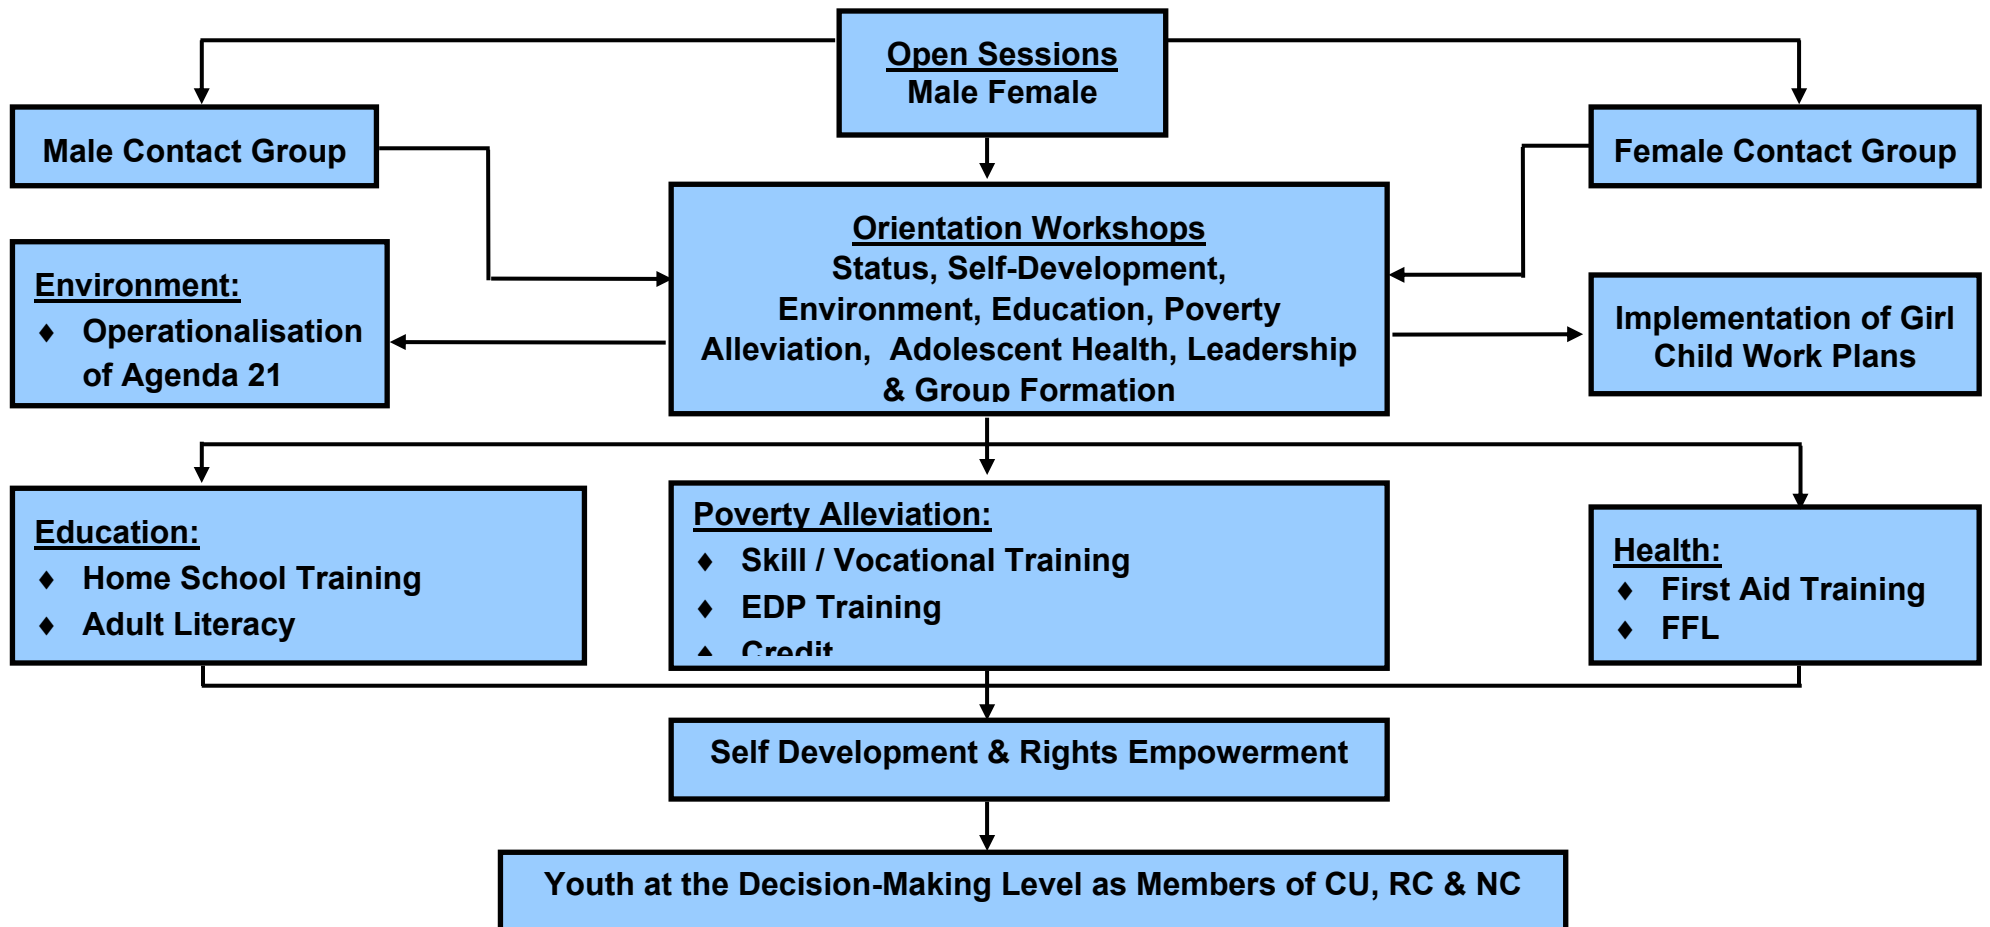 Open Sessions
Male Female
Male Contact Group
Female Contact Group
Orientation Workshops
Status, Self-Development,
Environment, Education, Poverty
Alleviation, Adolescent Health, Leadership
& Group Formation
Environment:
♦ Operationalisation
of Agenda 21
Implementation of Girl
Child Work Plans
Education:
♦ Home School Training
♦ Adult Literacy
Poverty Alleviation:
♦ Skill / Vocational Training
♦ EDP Training
♦ Credit
Health:
♦ First Aid Training
♦ FFL
Self Development & Rights Empowerment
Youth at the Decision-Making Level as Members of CU, RC & NC